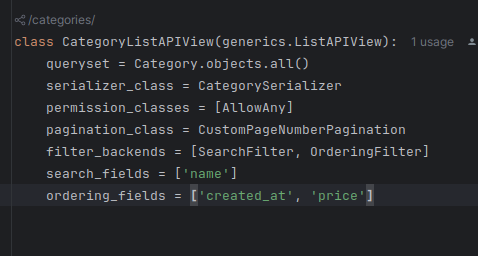 /categories/
class CategoryListAPIView(generics.ListAPIView): 1 usage
queryset = Category.objects.all()
serializer_class = CategorySerializer
permission_classes = [AllowAny]
pagination_class = CustomPageNumberPagination
filter_backends = [SearchFilter, OrderingFilter]
search_fields = ['name']
ordering_fields = ['created_at', 'price']